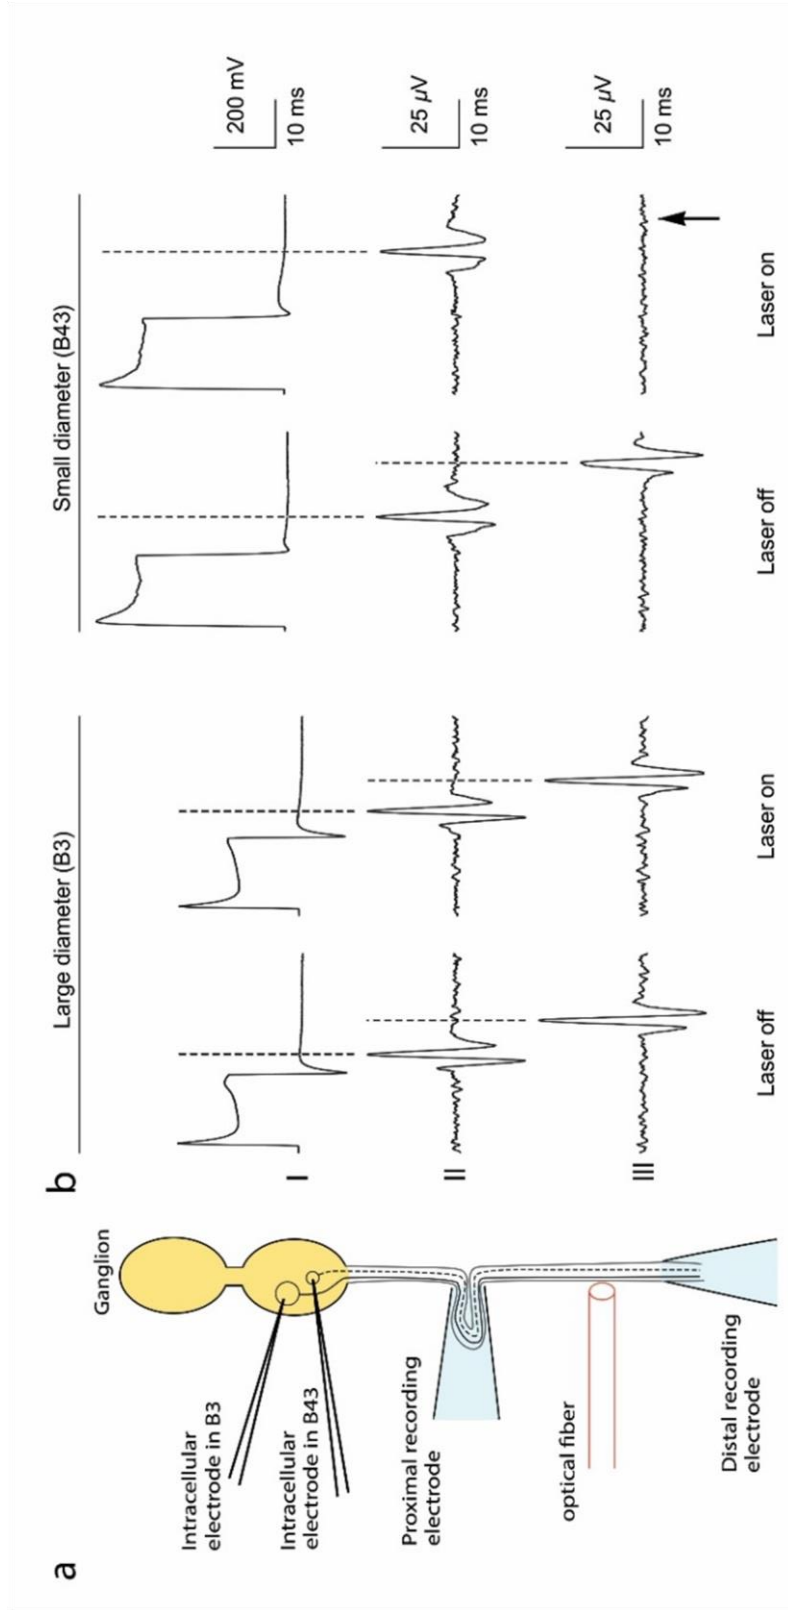 a
Ganglion
Intracellular
electrode in B3
Intracellular
electrode in B43
Proximal recording
electrode
optical fiber
Distal recording
electrode
b
Large diameter (B3)
Small diameter (B43)
I
II
III
200 mV
10 ms
25 µV
10 ms
25 µV
10 ms
Laser off
Laser on
Laser off
Laser on